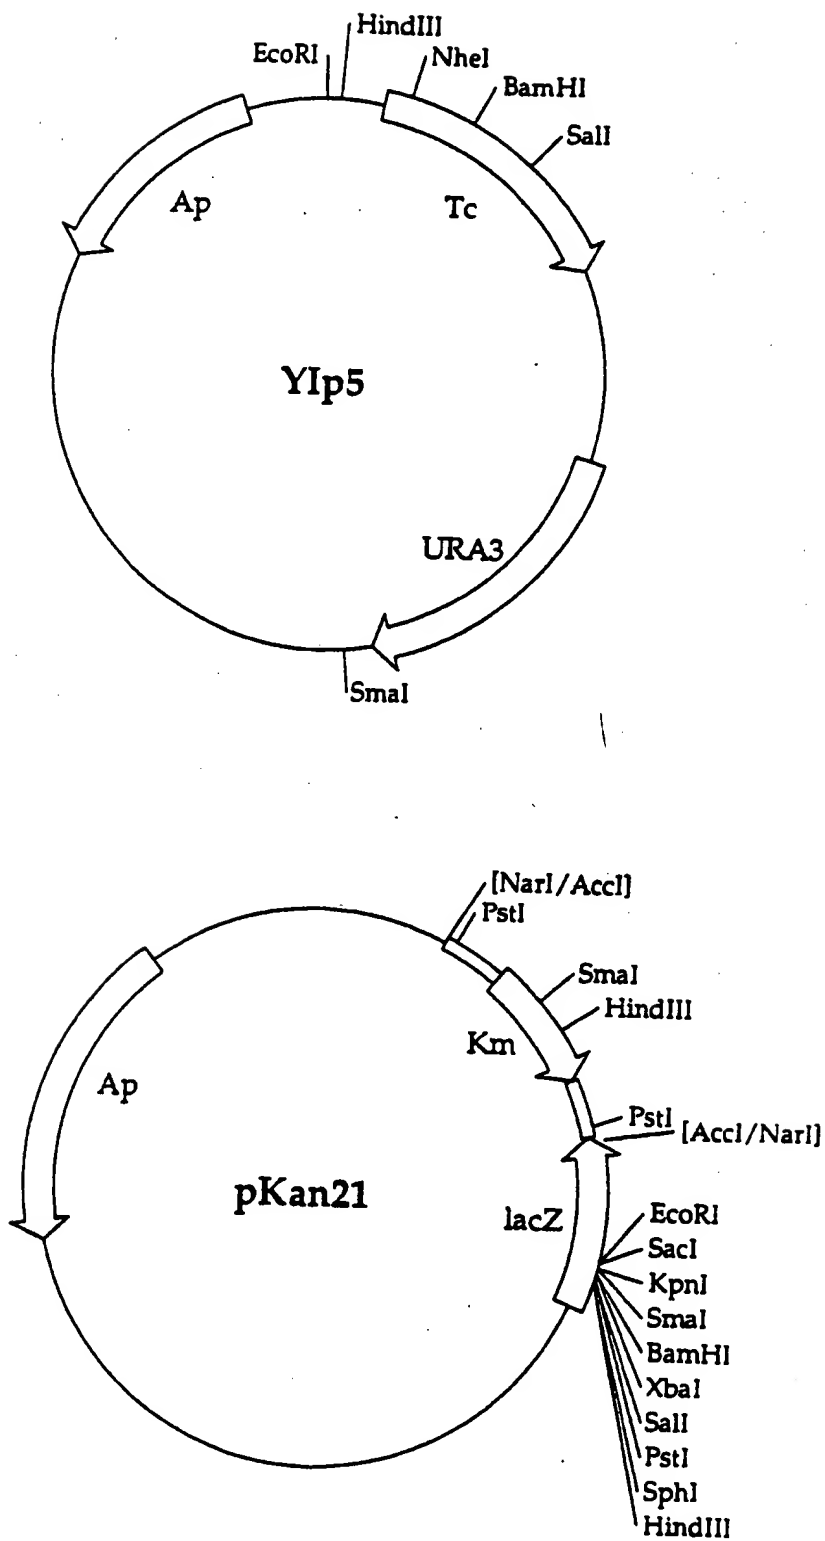 HindIII
EcoRI
NheI
BamHI
SalI
Ap
Tc
YIp5
URA3
SmaI
[NarI/AccI]
PstI
SmaI
HindIII
Km
Ap
PstI
[AccI/NarI]
pKan21
lacZ
EcoRI
SacI
KpnI
SmaI
BamHI
XbaI
SalI
PstI
SphI
HindIII